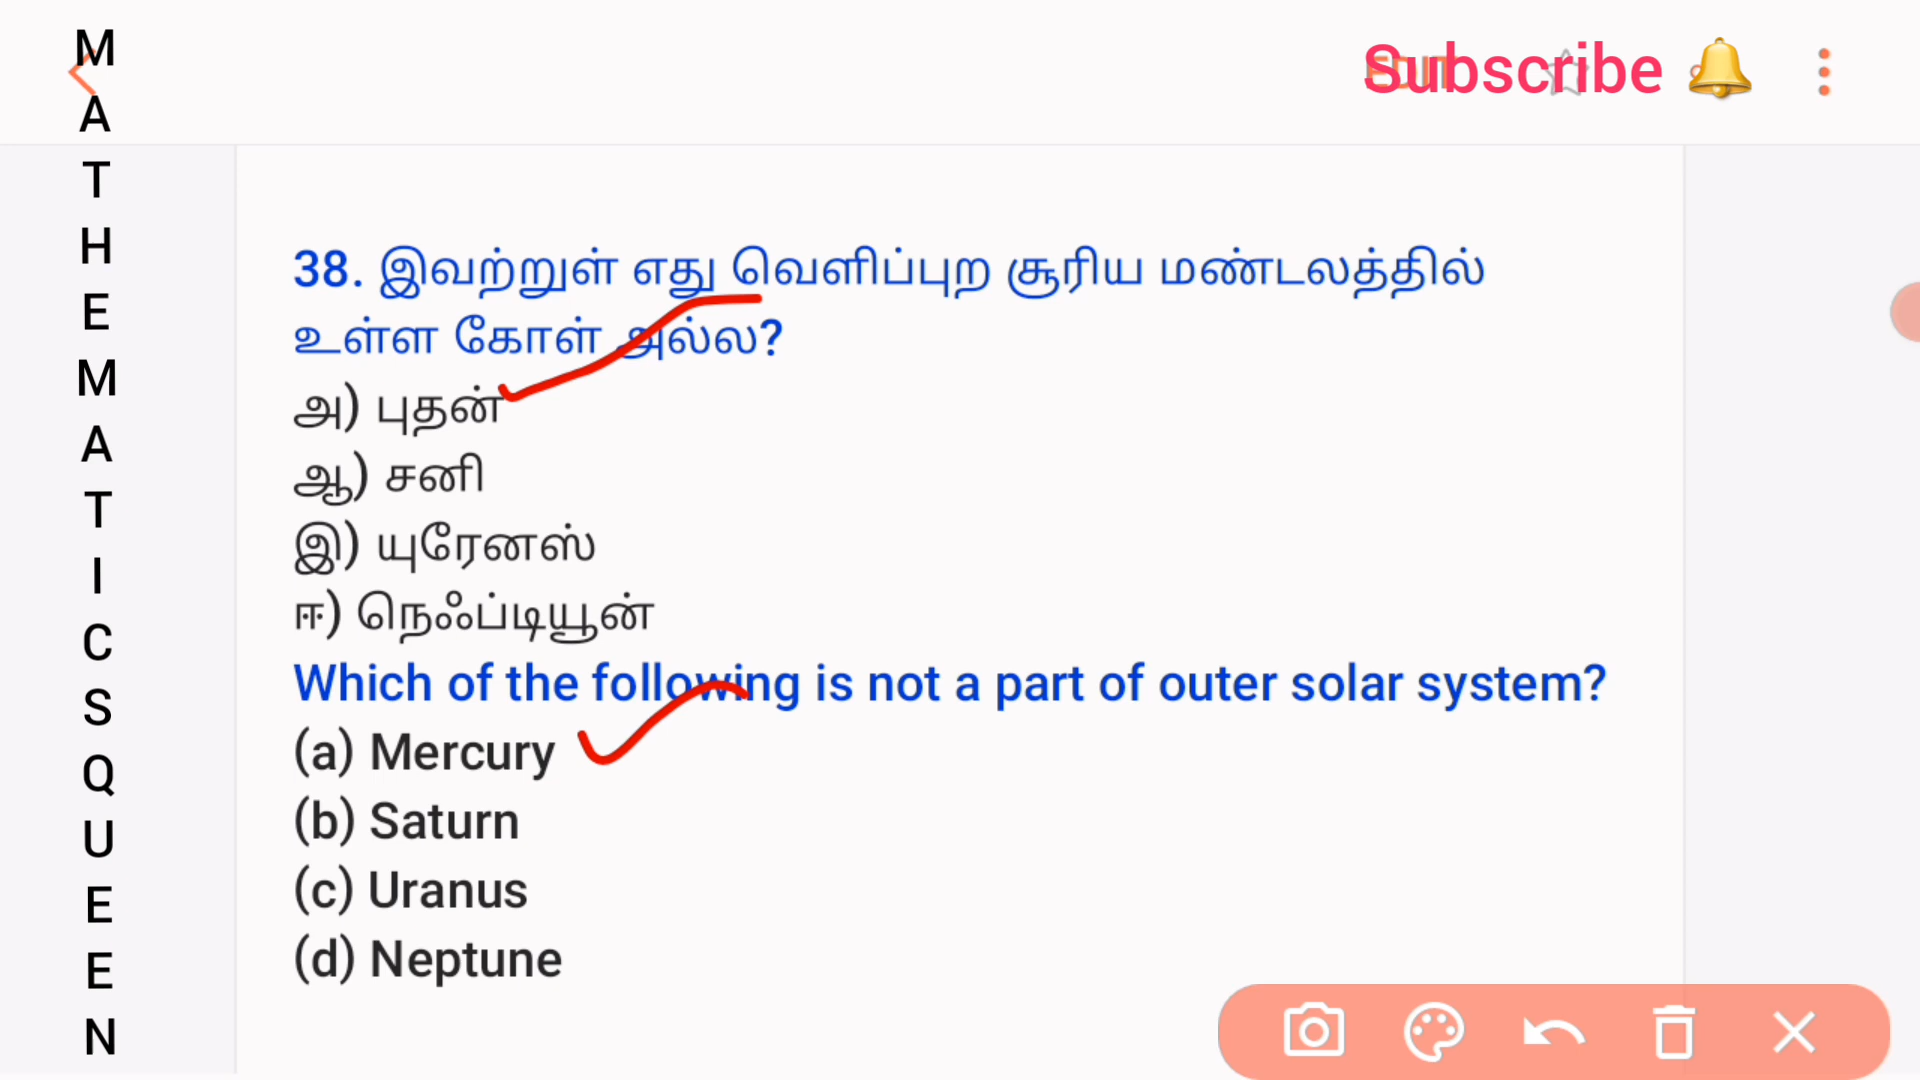 MATHEMATICSQUEEN
Subscribe
38. இவற்றுள் எது வெளிப்புற சூரிய மண்டலத்தில்
உள்ள கோள் அல்ல?
அ) புதன்
ஆ) சனி
இ) யுரேனஸ்
ஈ) நெஃப்டியூன்
Which of the following is not a part of outer solar system?
(a) Mercury
(b) Saturn
(c) Uranus
(d) Neptune